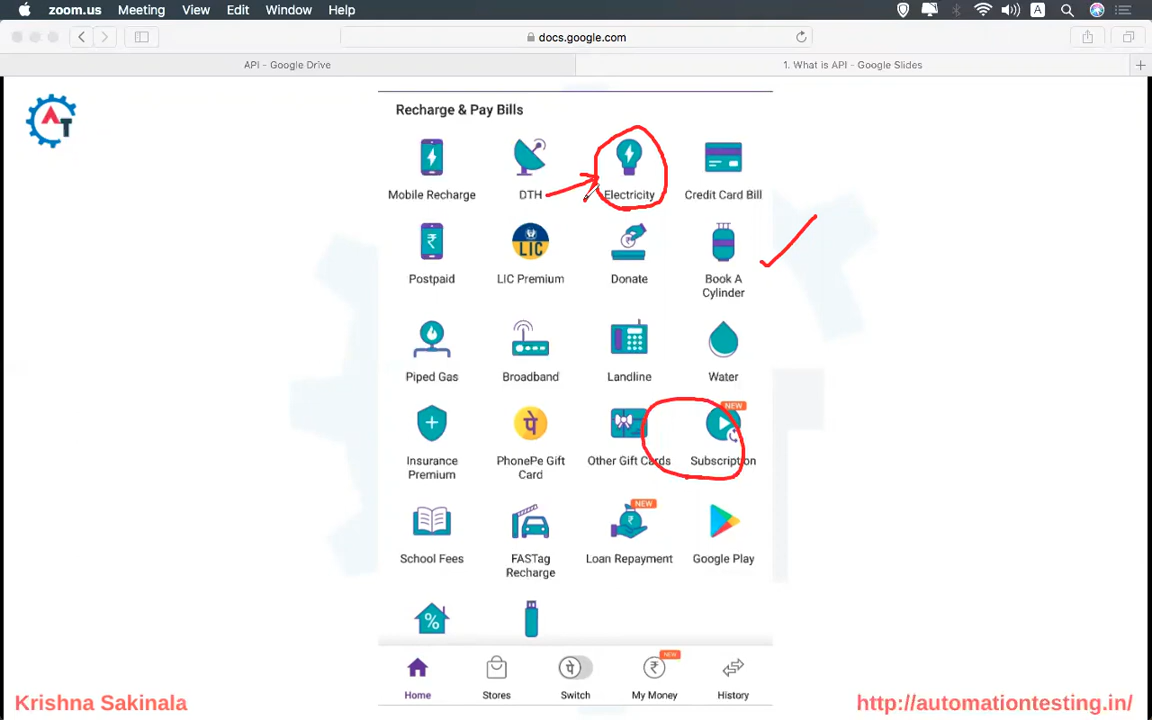 zoom.us Meeting View Edit Window Help
A
docs.google.com
API - Google Drive
1. What is API - Google Slides
AT
Recharge & Pay Bills
Mobile Recharge DTH Electricity Credit Card Bill
LIC
Postpaid LIC Premium Donate Book A
Cylinder
Piped Gas Broadband Landline Water
NEW
Insurance PhonePe Gift Other Gift Cards Subscription
Premium Card
NEW
School Fees FASTag Loan Repayment Google Play
Recharge
NEW
Home Stores Switch My Money History
Krishna Sakinala
http://automationtesting.in/